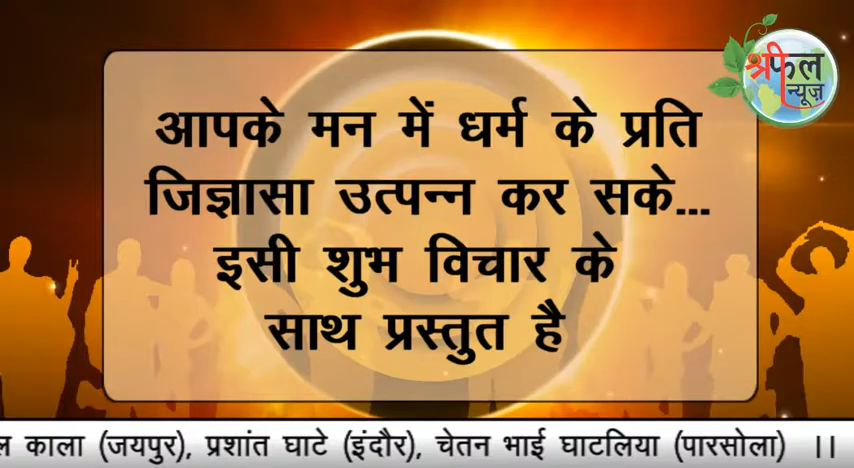 श्रीफल
न्यूज़
आपके मन में धर्म के प्रति
जिज्ञासा उत्पन्न कर सके...
इसी शुभ विचार के
साथ प्रस्तुत है
काला (जयपुर), प्रशांत घाटे (इंदौर), चेतन भाई घाटलिया (पारसोला) ।।